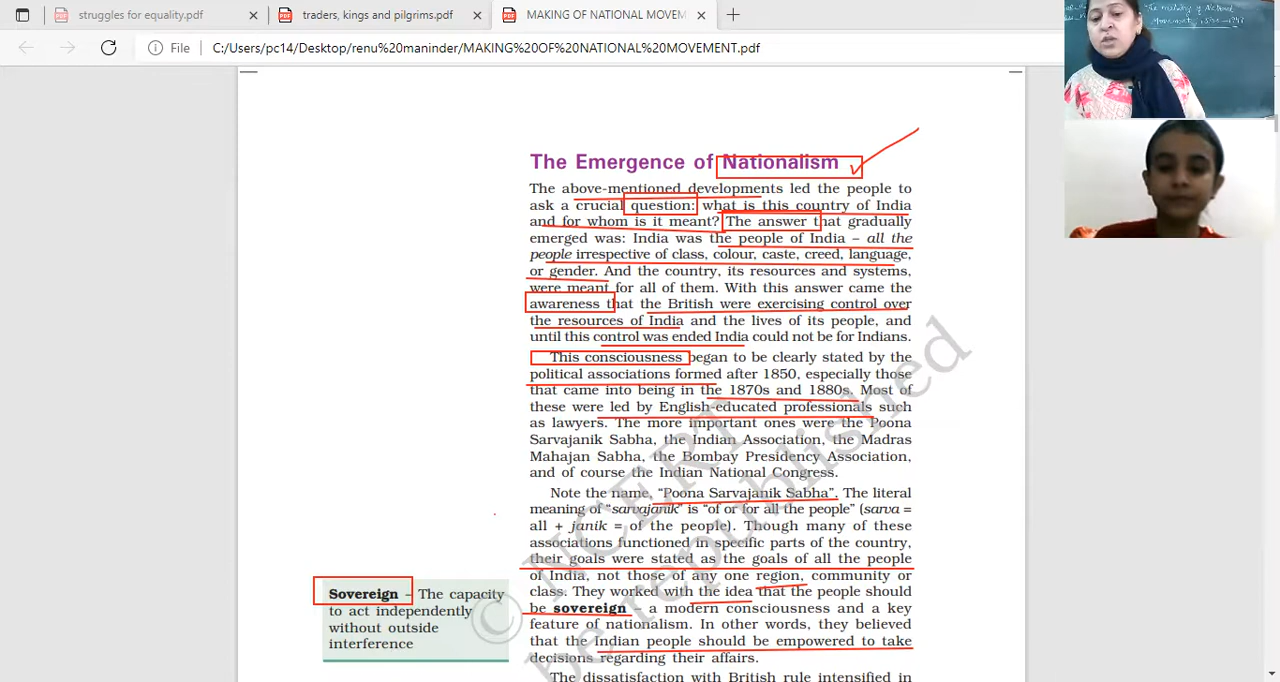 struggles for equality.pdf
traders, kings and pilgrims.pdf
MAKING OF NATIONAL MOVEM
File
C:/Users/pc14/Desktop/renu%20maninder/MAKING%20OF%20NATIONAL%20MOVEMENT.pdf
The Emergence of Nationalism
The above-mentioned developments led the people to
ask a crucial question: what is this country of India
and for whom is it meant? The answer that gradually
emerged was: India was the people of India – all the
people irrespective of class, colour, caste, creed, language,
or gender. And the country, its resources and systems,
were meant for all of them. With this answer came the
awareness that the British were exercising control over
the resources of India and the lives of its people, and
until this control was ended India could not be for Indians.
This consciousness began to be clearly stated by the
political associations formed after 1850, especially those
that came into being in the 1870s and 1880s. Most of
these were led by English-educated professionals such
as lawyers. The more important ones were the Poona
Sarvajanik Sabha, the Indian Association, the Madras
Mahajan Sabha, the Bombay Presidency Association,
and of course the Indian National Congress.
Note the name, “Poona Sarvajanik Sabha”. The literal
meaning of “sarvajanik” is “of or for all the people” (sarva =
all + janik = of the people). Though many of these
associations functioned in specific parts of the country,
their goals were stated as the goals of all the people
of India, not those of any one region, community or
class. They worked with the idea that the people should
be sovereign – a modern consciousness and a key
feature of nationalism. In other words, they believed
that the Indian people should be empowered to take
decisions regarding their affairs.
The dissatisfaction with British rule intensified in
Sovereign – The capacity
to act independently
without outside
interference
© NCERT
be republished